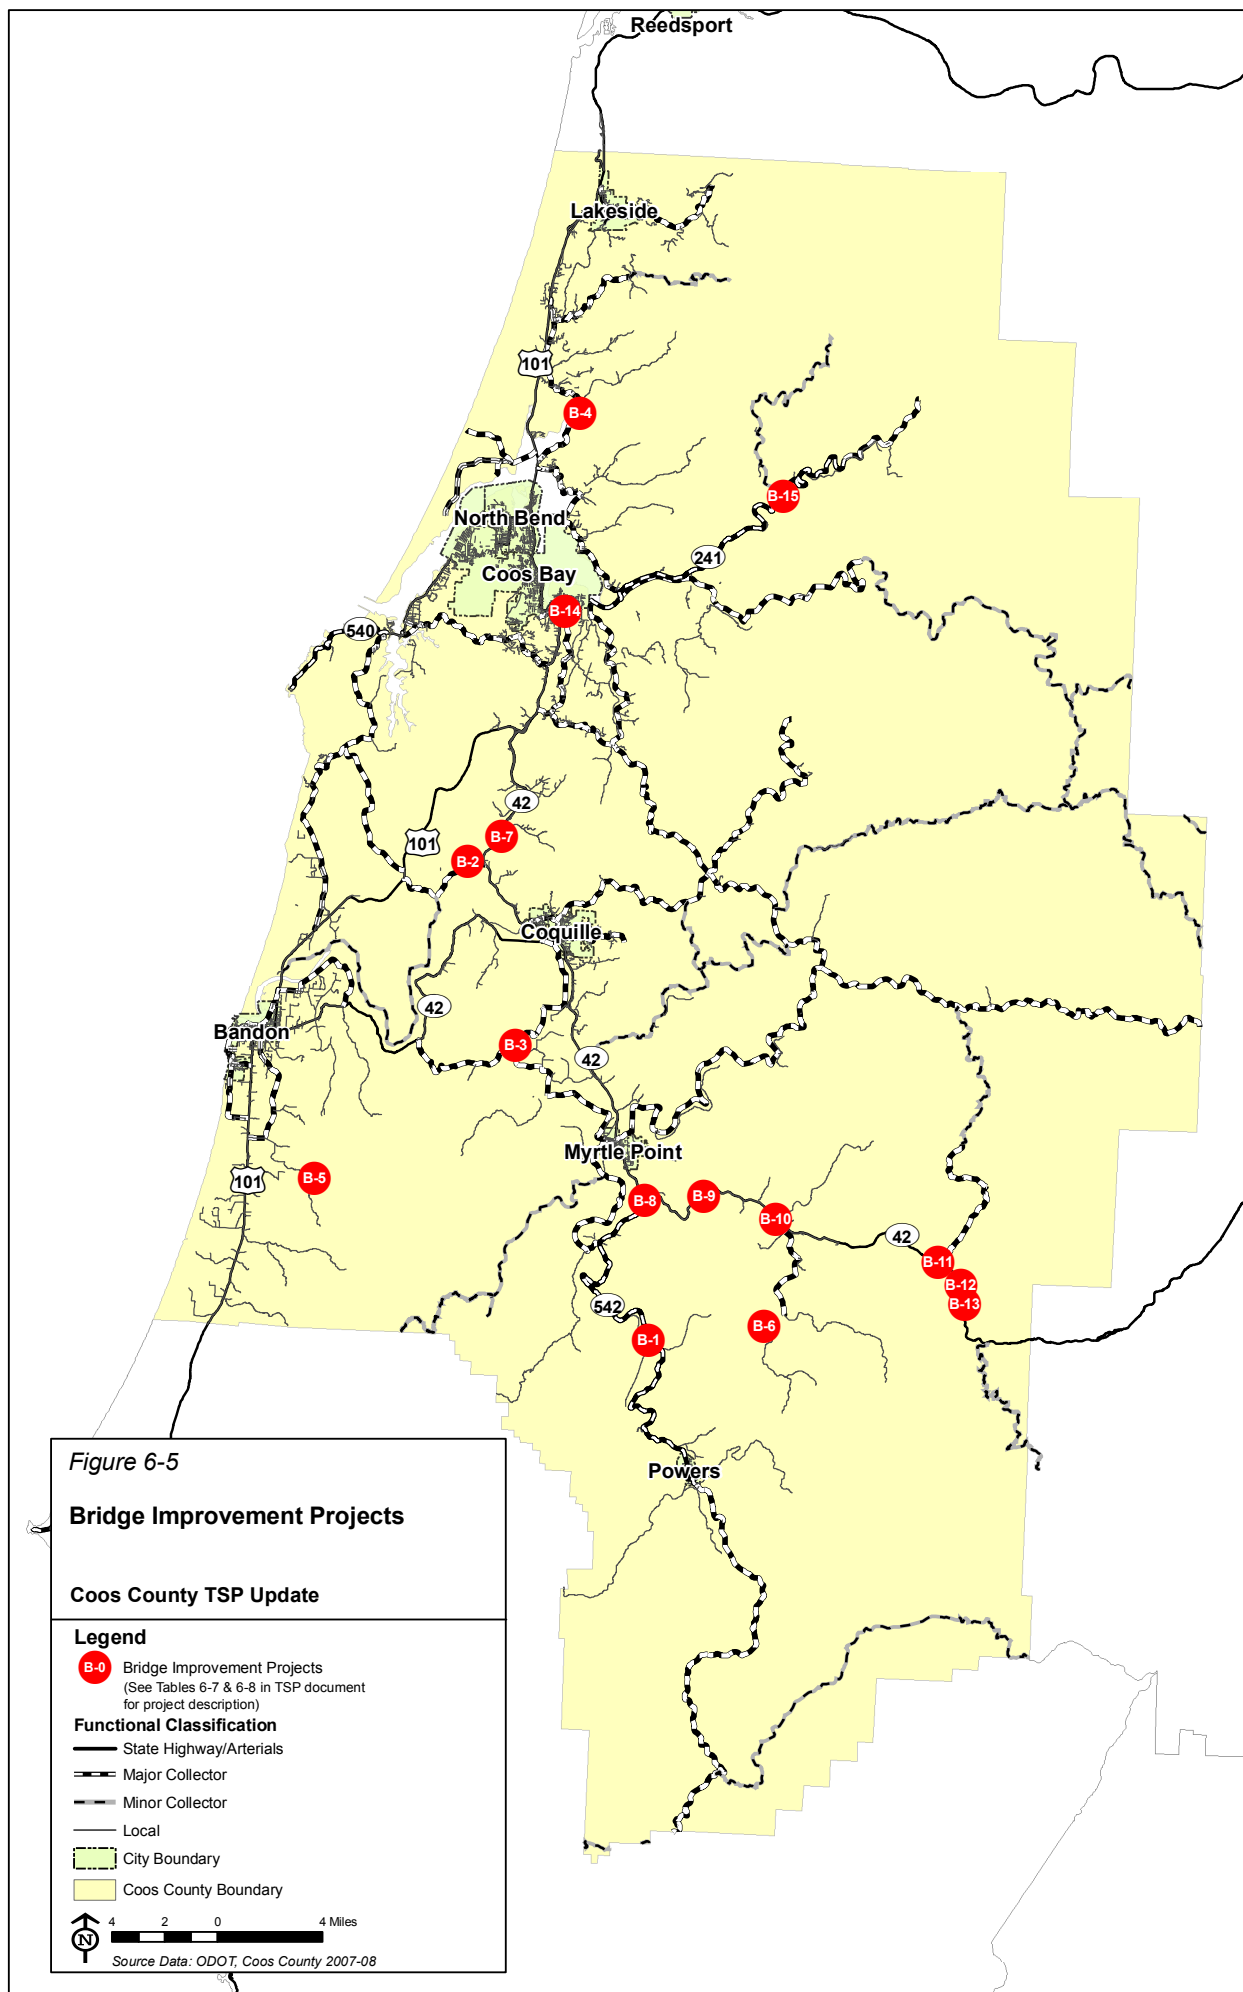 Reedsport
Lakeside
101
B-4
B-15
North Bend
241
Coos Bay
B-14
540
42
B-7
101
B-2
Coquille
42
Bandon
B-3
42
Myrtle Point
B-5
101
B-8
B-9
B-10
42
B-11
B-12
B-13
542
B-6
B-1
Powers
Figure 6-5
Bridge Improvement Projects
Coos County TSP Update
Legend
B-0 Bridge Improvement Projects
(See Tables 6-7 & 6-8 in TSP document
for project description)
Functional Classification
State Highway/Arterials
Major Collector
Minor Collector
Local
City Boundary
Coos County Boundary
N
4 2 0 4 Miles
Source Data: ODOT, Coos County 2007-08